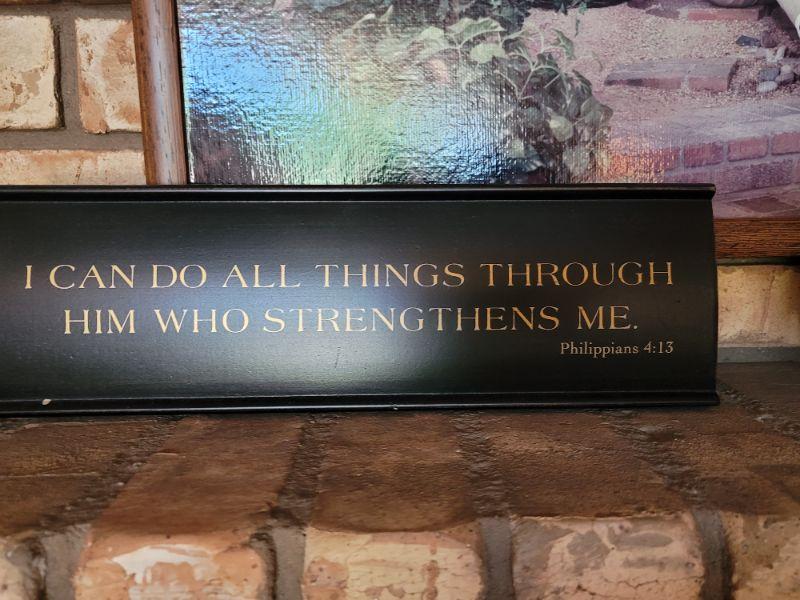 I CAN DO ALL THINGS THROUGH
HIM WHO STRENGTHENS ME.
Philippians 4:13